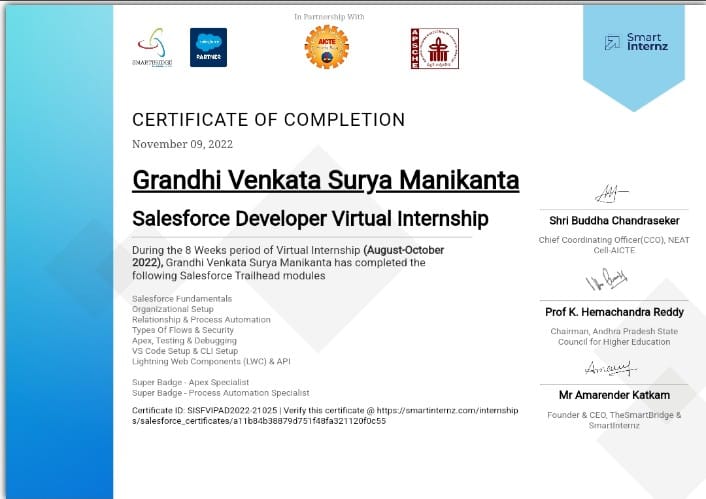 In Partnership With
SMARTBRIDGE
salesforce
PARTNER
AICTE
APSCHE
Smart
Internz
CERTIFICATE OF COMPLETION
November 09, 2022
Grandhi Venkata Surya Manikanta
Salesforce Developer Virtual Internship
During the 8 Weeks period of Virtual Internship (August-October
2022), Grandhi Venkata Surya Manikanta has completed the
following Salesforce Trailhead modules
Salesforce Fundamentals
Organizational Setup
Relationship & Process Automation
Types Of Flows & Security
Apex, Testing & Debugging
VS Code Setup & CLI Setup
Lightning Web Components (LWC) & API
Super Badge - Apex Specialist
Super Badge - Process Automation Specialist
Certificate ID: SISFVIPAD2022-21025 | Verify this certificate @ https://smartinternz.com/internship
s/salesforce_certificates/a11b84b38879d751f48fa321120f0c55
Shri Buddha Chandraseker
Chief Coordinating Officer(CCO), NEAT
Cell-AICTE.
Prof K. Hemachandra Reddy
Chairman, Andhra Pradesh State
Council for Higher Education
Mr Amarender Katkam
Founder & CEO, TheSmartBridge &
SmartInternz